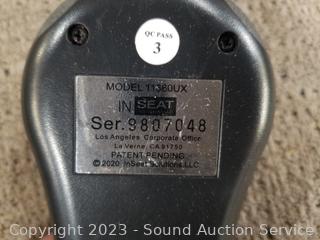 QC PASS
3
MODEL 11360UX
IN SEAT
Ser.9807048
Los Angeles Corporate Office
La Verne, CA 91750
PATENT PENDING
© 2020 InSeat Solutions LLC
Copyright 2023 - Sound Auction Service